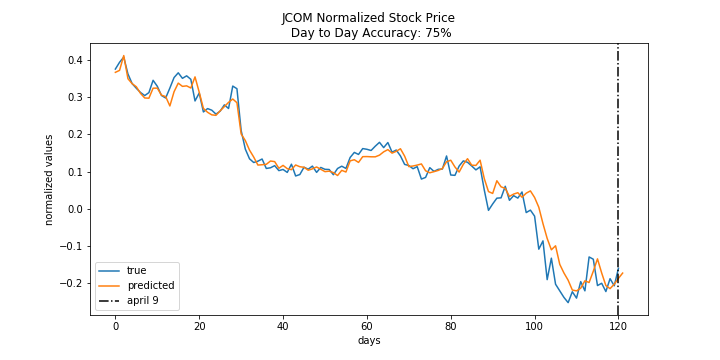 JCOM Normalized Stock Price
Day to Day Accuracy: 75%
normalized values
0.4
0.3
0.2
0.1
0.0
−0.1
−0.2
true
predicted
april 9
0
20
40
60
80
100
120
days